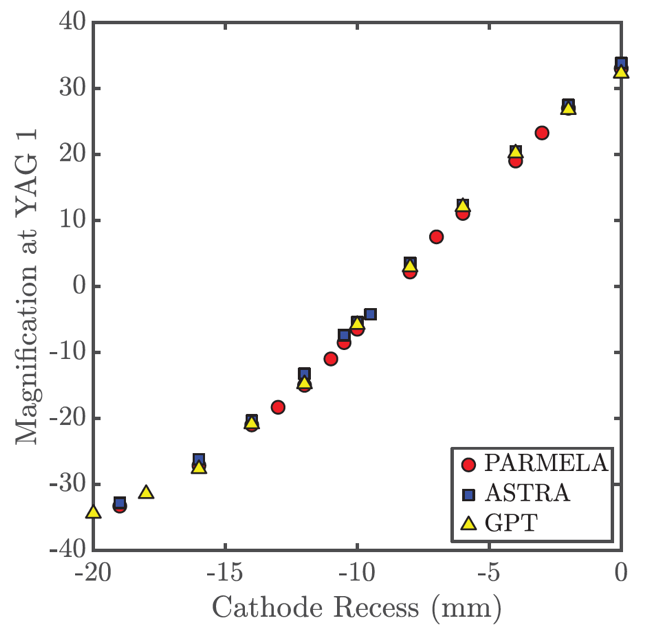 40
30
20
10
0
-10
-20
-30
-40
Magnification at YAG 1
PARMELA
ASTRA
GPT
-20 -15 -10 -5 0
Cathode Recess (mm)